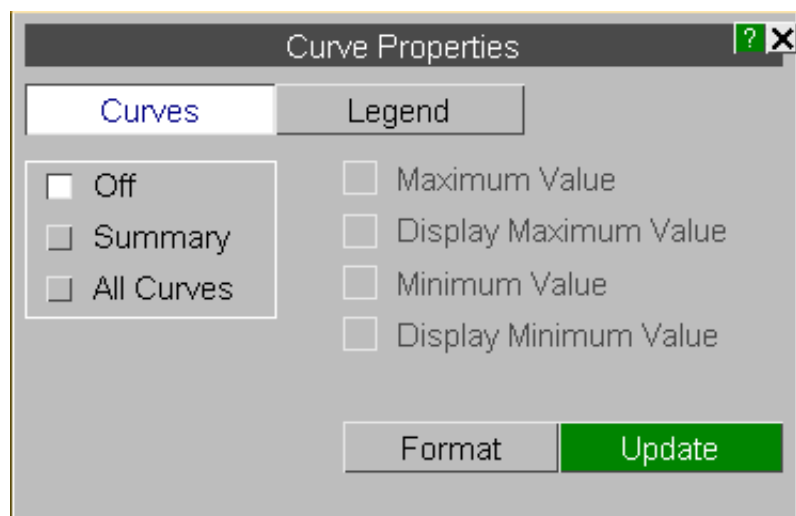 Curve Properties ?
Curves Legend
Off
Summary
All Curves
Maximum Value
Display Maximum Value
Minimum Value
Display Minimum Value
Format Update